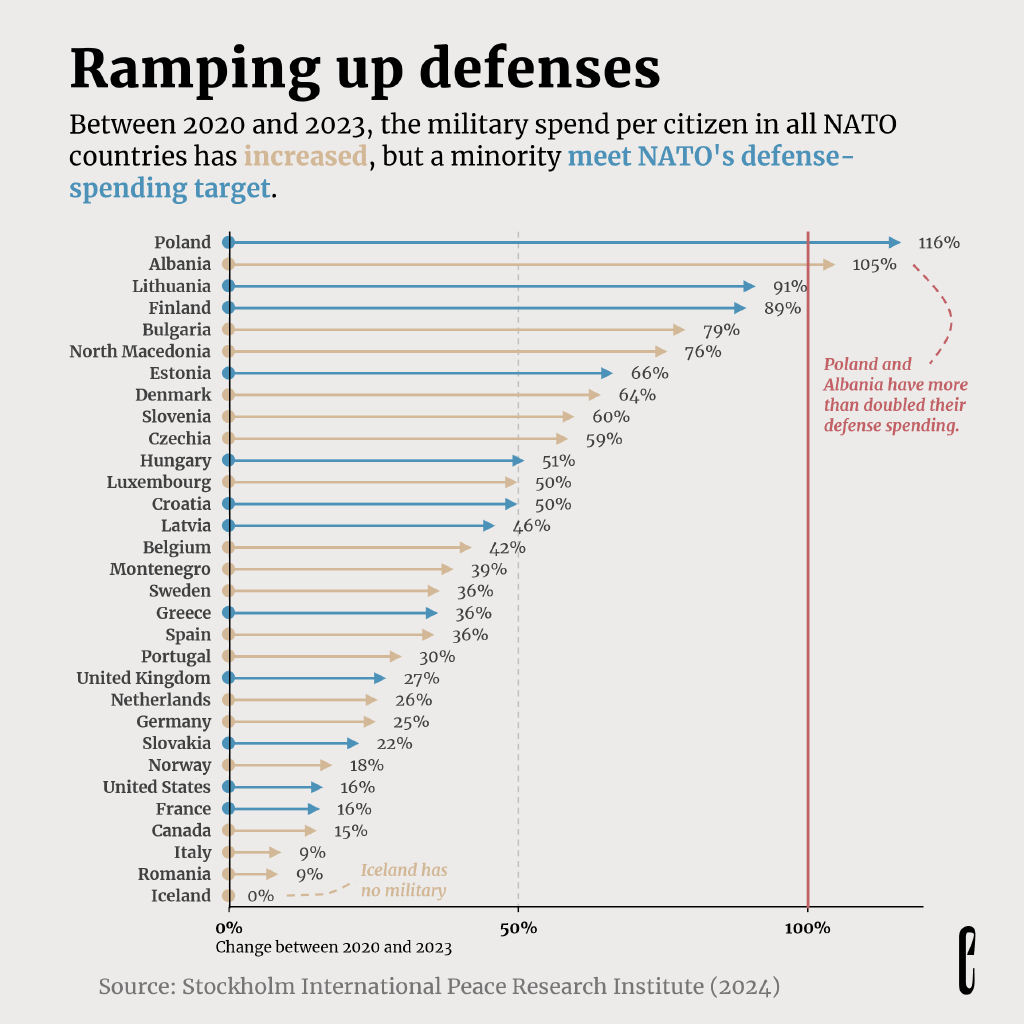 Ramping up defenses
Between 2020 and 2023, the military spend per citizen in all NATO
countries has increased, but a minority meet NATO's defense-
spending target.
Poland 116%
Albania 105%
Lithuania 91%
Finland 89%
Bulgaria 79%
North Macedonia 76%
Estonia 66%
Denmark 64%
Slovenia 60%
Czechia 59%
Hungary 51%
Luxembourg 50%
Croatia 50%
Latvia 46%
Belgium 42%
Montenegro 39%
Sweden 36%
Greece 36%
Spain 36%
Portugal 30%
United Kingdom 27%
Netherlands 26%
Germany 25%
Slovakia 22%
Norway 18%
United States 16%
France 16%
Canada 15%
Italy 9%
Romania 9%
Iceland 0%
Poland and
Albania have more
than doubled their
defense spending.
Iceland has
no military
0% 50% 100%
Change between 2020 and 2023
Source: Stockholm International Peace Research Institute (2024)
e